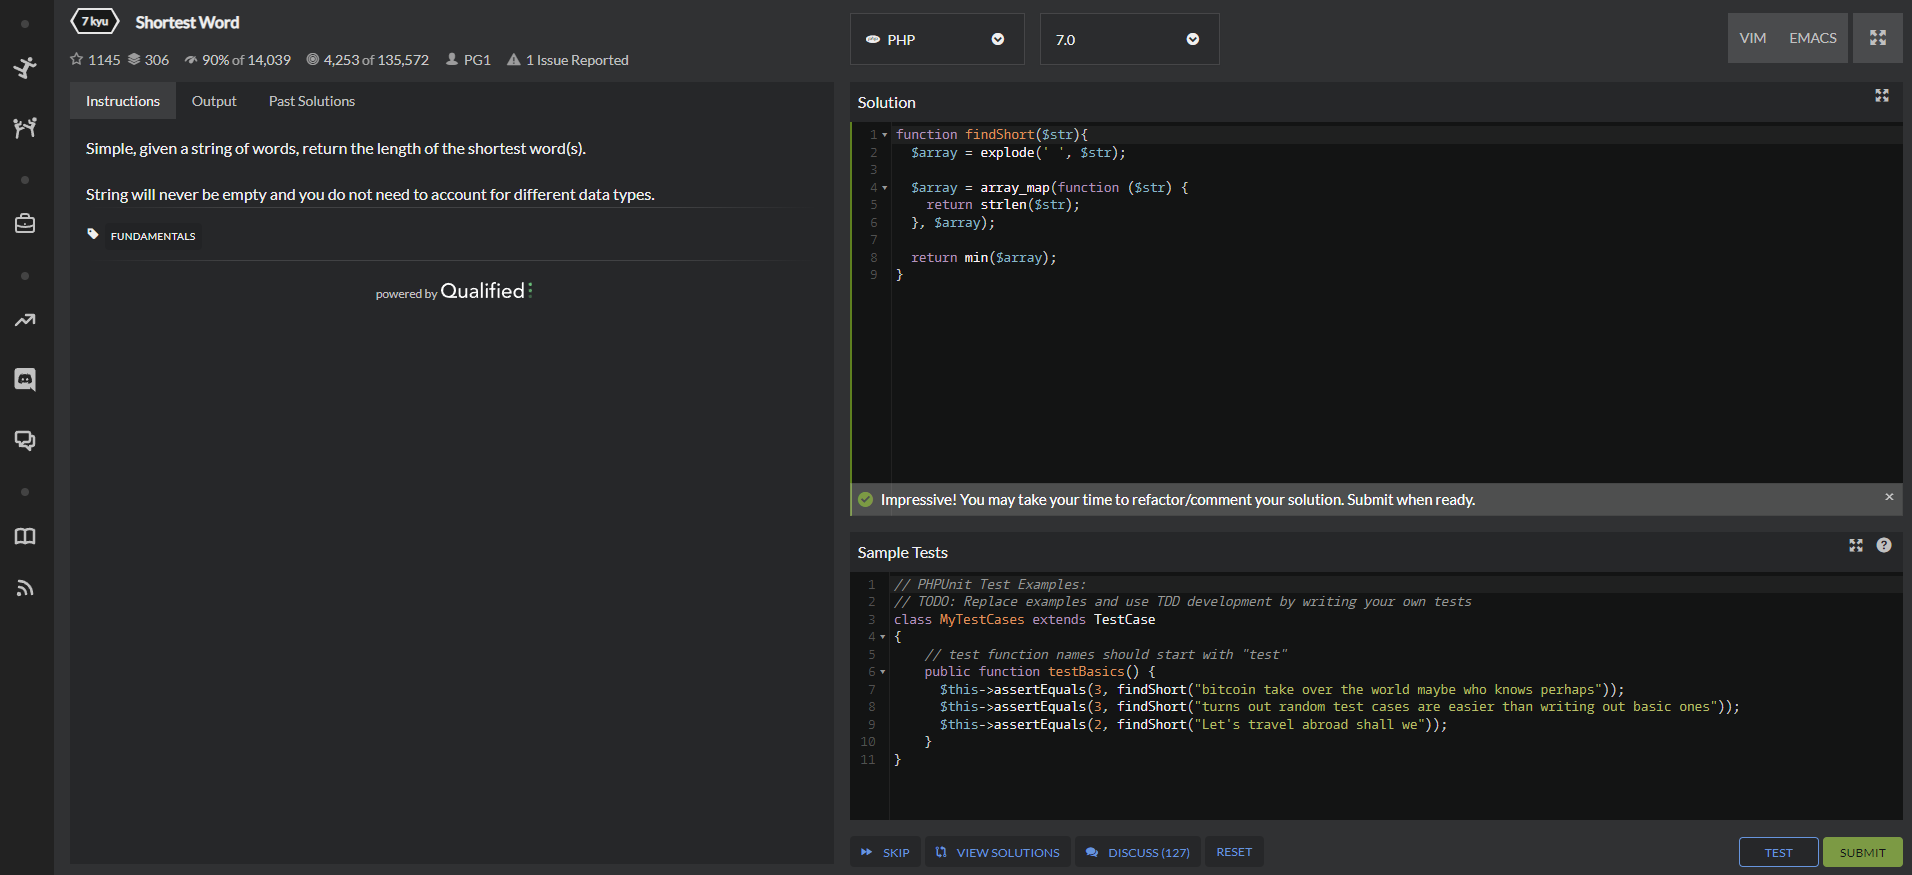 7 kyu Shortest Word
1145 306 90% of 14,039 4,253 of 135,572 PG1 1 Issue Reported
Instructions Output Past Solutions
Simple, given a string of words, return the length of the shortest word(s).
String will never be empty and you do not need to account for different data types.
FUNDAMENTALS
powered by Qualified
php PHP 7.0 VIM EMACS
Solution
1 function findShort($str){
2 $array = explode(' ', $str);
3
4 $array = array_map(function ($str) {
5 return strlen($str);
6 }, $array);
7
8 return min($array);
9 }
Impressive! You may take your time to refactor/comment your solution. Submit when ready. ×
Sample Tests ?
1 // PHPUnit Test Examples:
2 // TODO: Replace examples and use TDD development by writing your own tests
3 class MyTestCases extends TestCase
4 {
5 // test function names should start with "test"
6 public function testBasics() {
7 $this->assertEquals(3, findShort("bitcoin take over the world maybe who knows perhaps"));
8 $this->assertEquals(3, findShort("turns out random test cases are easier than writing out basic ones"));
9 $this->assertEquals(2, findShort("Let's travel abroad shall we"));
10 }
11 }
SKIP VIEW SOLUTIONS DISCUSS (127) RESET TEST SUBMIT